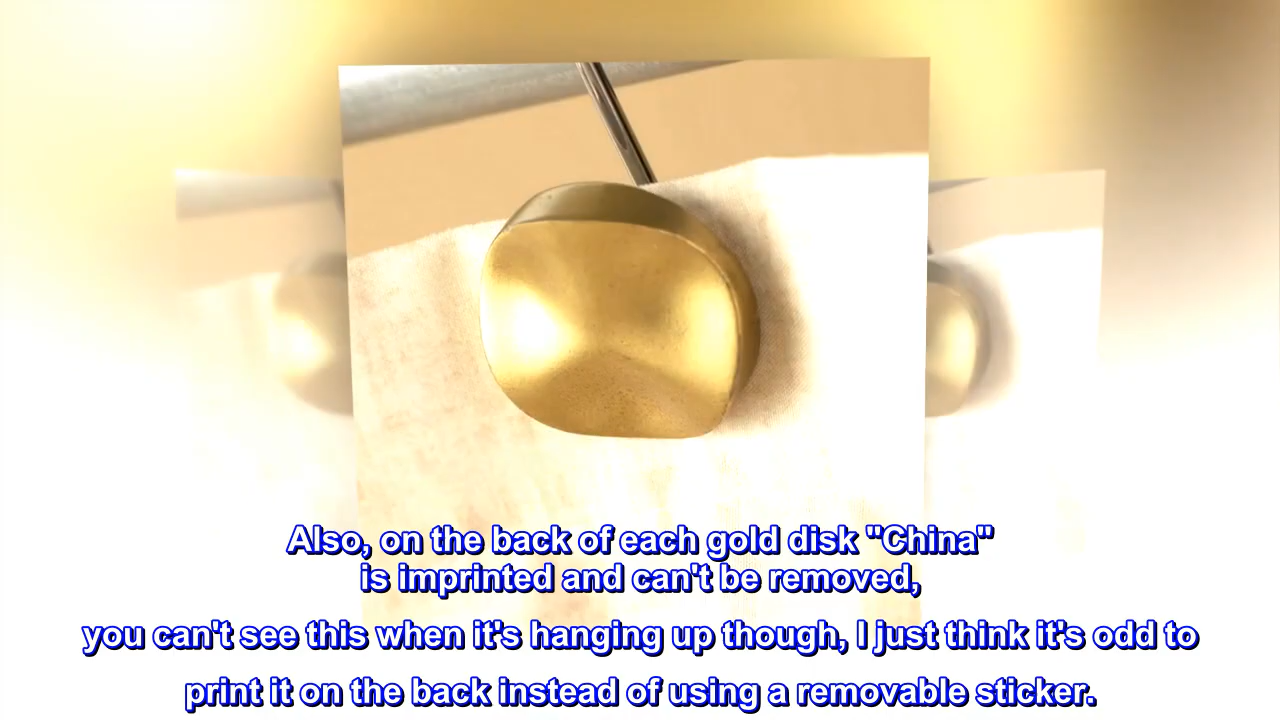 Also, on the back of each gold disk "China"
is imprinted and can't be removed,
you can't see this when it's hanging up though, I just think it's odd to
print it on the back instead of using a removable sticker.